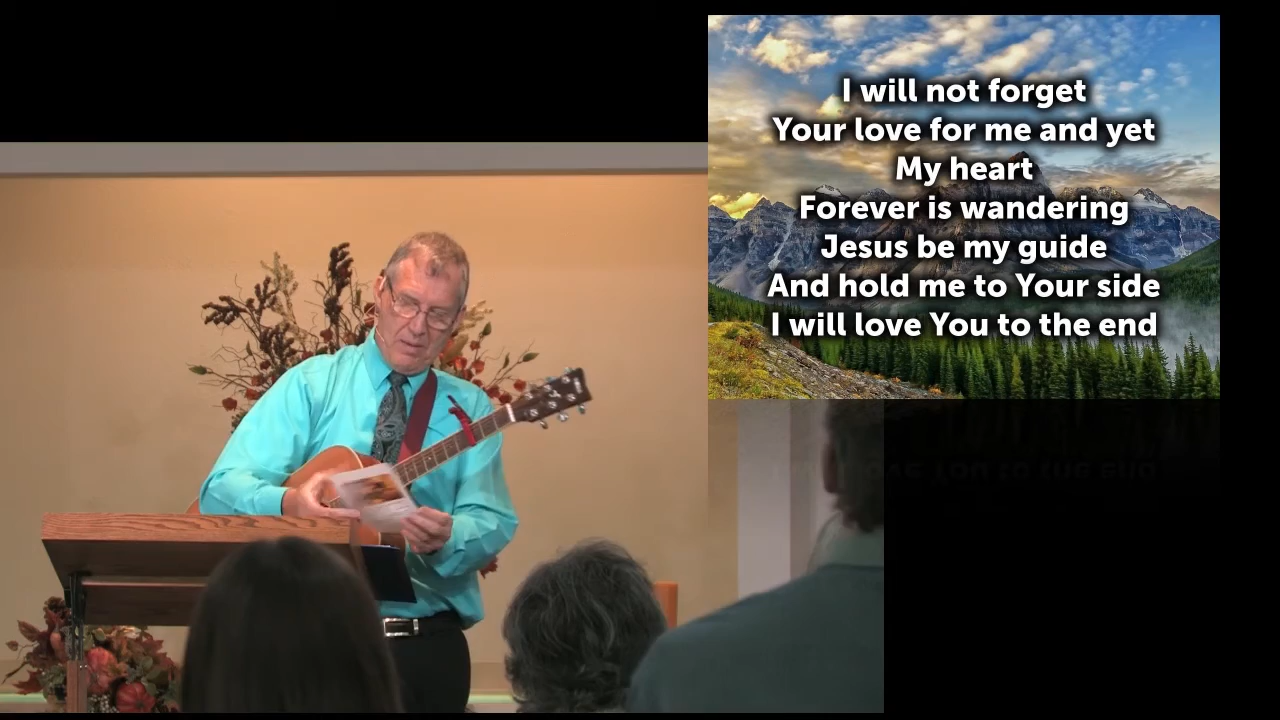 I will not forget
Your love for me and yet
My heart
Forever is wandering
Jesus be my guide
And hold me to Your side
I will love You to the end